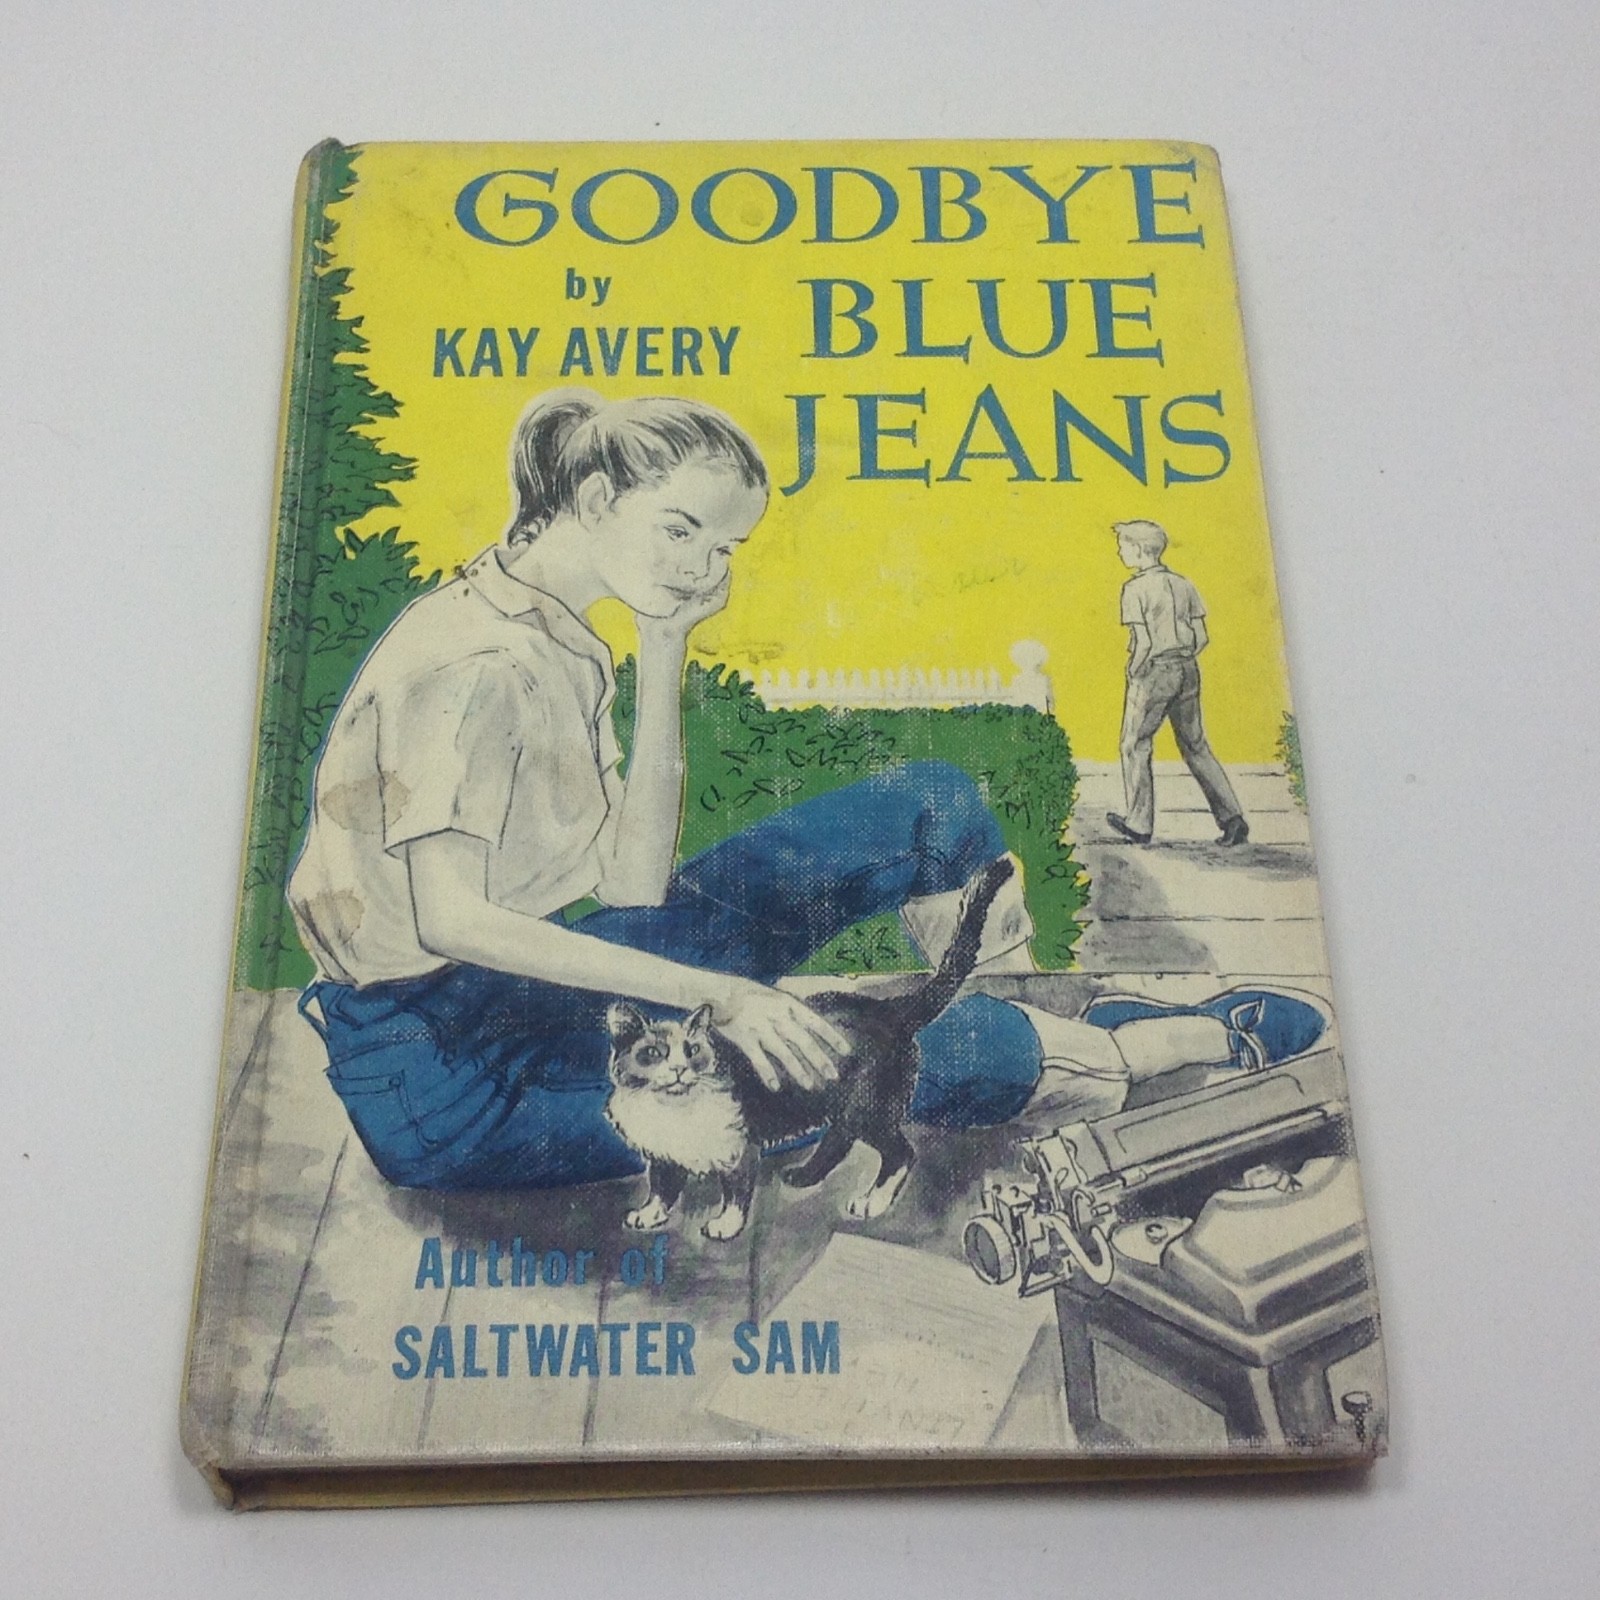 GOODBYE
BLUE
JEANS
by
KAY AVERY
Author of
SALTWATER SAM